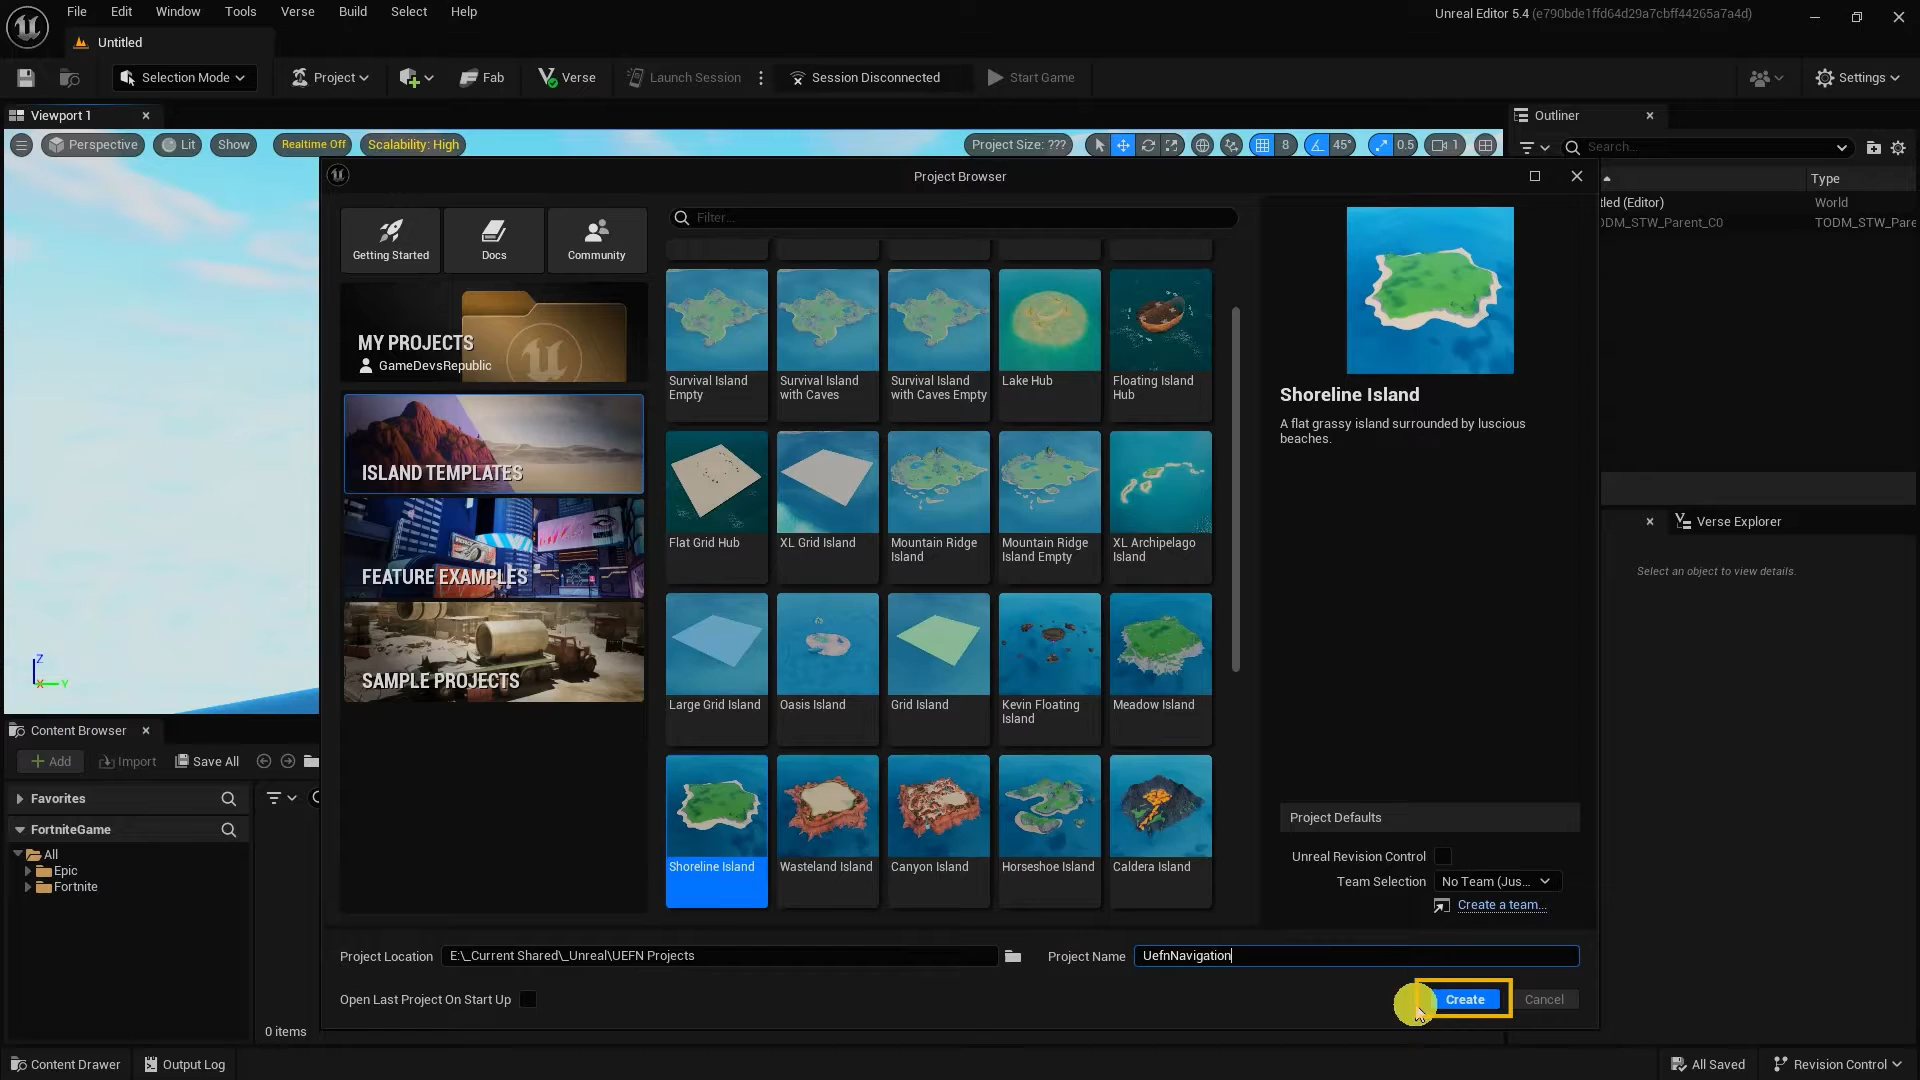 File Edit Window Tools Verse Build Select Help
Unreal Editor 5.4 (e790bde1ffd64d29a7cbff44265a7a4d)
Untitled
Selection Mode Project Fab Verse Launch Session Session Disconnected Start Game Settings
Viewport 1
Outliner
Perspective Lit Show Realtime Off Scalability: High Project Size: ??? 8 45° 0.5 1
Search...
Project Browser
Type
tled (Editor) World
DM_STW_Parent_C0 TODM_STW_Pare
Filter...
Getting Started Docs Community
MY PROJECTS
GameDevsRepublic
ISLAND TEMPLATES
FEATURE EXAMPLES
SAMPLE PROJECTS
Survival Island Empty
Survival Island with Caves
Survival Island with Caves Empty
Lake Hub
Floating Island Hub
Flat Grid Hub
XL Grid Island
Mountain Ridge Island
Mountain Ridge Island Empty
XL Archipelago Island
Large Grid Island
Oasis Island
Grid Island
Kevin Floating Island
Meadow Island
Shoreline Island
Wasteland Island
Canyon Island
Horseshoe Island
Caldera Island
Shoreline Island
A flat grassy island surrounded by luscious
beaches.
Verse Explorer
Select an object to view details.
Project Defaults
Unreal Revision Control
Team Selection No Team (Jus...
Create a team...
Project Location E:\_Current Shared\_Unreal\UEFN Projects Project Name UefnNavigation
Open Last Project On Start Up Create Cancel
Z
X Y
Content Browser
Add Import Save All
Favorites
FortniteGame
All
Epic
Fortnite
0 items
Content Drawer Output Log All Saved Revision Control